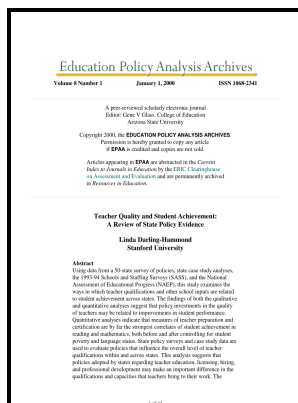 Education Policy Analysis Archives
Volume 8 Number 1 January 1, 2000 ISSN 1068-2341
A peer-reviewed scholarly electronic journal
Editor: Gene V Glass, College of Education
Arizona State University
Copyright 2000, the EDUCATION POLICY ANALYSIS ARCHIVES.
Permission is hereby granted to copy any article
if EPAA is credited and copies are not sold.
Articles appearing in EPAA are abstracted in the Current
Index to Journals in Education by the ERIC Clearinghouse
on Assessment and Evaluation and are permanently archived
in Resources in Education.
Teacher Quality and Student Achievement:
A Review of State Policy Evidence
Linda Darling-Hammond
Stanford University
Abstract
Using data from a 50-state survey of policies, state case study analyses,
the 1993-94 Schools and Staffing Surveys (SASS), and the National
Assessment of Educational Progress (NAEP), this study examines the
ways in which teacher qualifications and other school inputs are related
to student achievement across states. The findings of both the qualitative
and quantitative analyses suggest that policy investments in the quality
of teachers may be related to improvements in student performance.
Quantitative analyses indicate that measures of teacher preparation and
certification are by far the strongest correlates of student achievement in
reading and mathematics, both before and after controlling for student
poverty and language status. State policy surveys and case study data are
used to evaluate policies that influence the overall level of teacher
qualifications within and across states. This analysis suggests that
policies adopted by states regarding teacher education, licensing, hiring,
and professional development may make an important difference in the
qualifications and capacities that teachers bring to their work. The